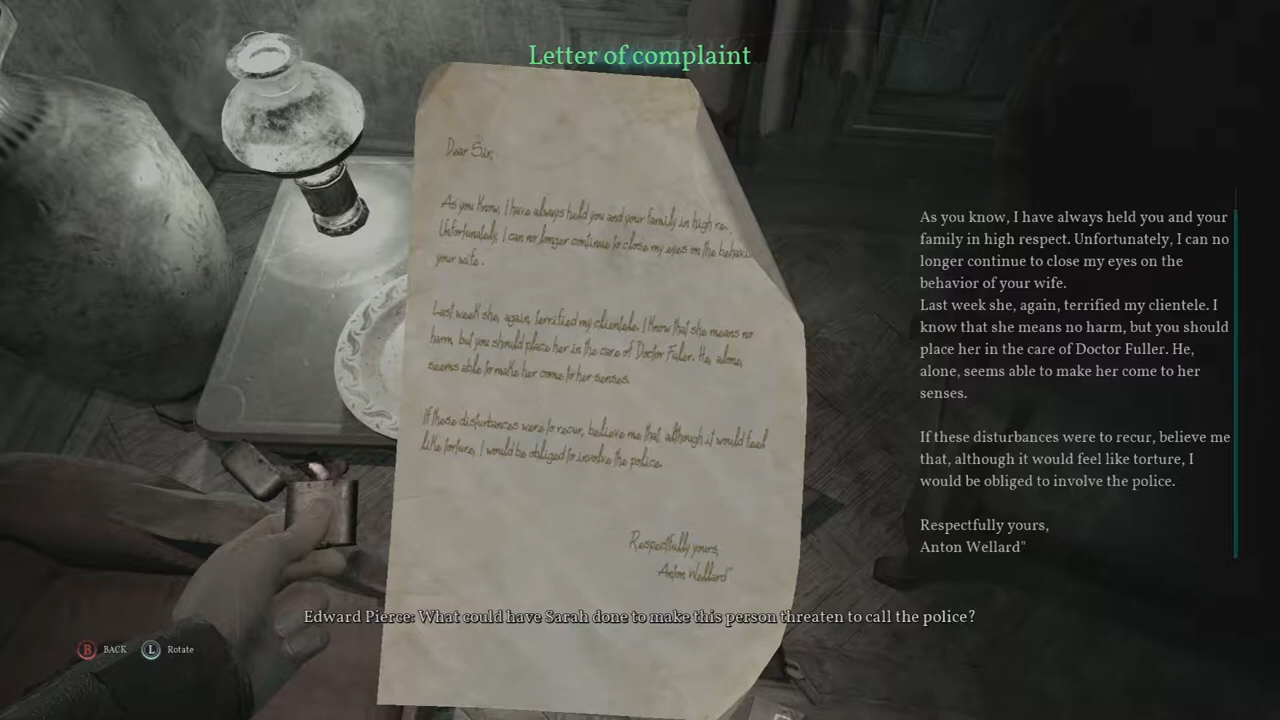 Letter of complaint
Dear Sir,
As you know, I have always held you and your family in high re
Unfortunately, I can no longer continue to close my eyes on the behavi
your wife.
Last week she, again, terrified my clientele. I know that she means no
harm, but you should place her in the care of Doctor Fuller. He, alone,
seems able to make her come to her senses.
If these disturbances were to recur, believe me that, although it would feel
like torture, I would be obliged to involve the police.
Respectfully yours,
Anton Wellard"
As you know, I have always held you and your
family in high respect. Unfortunately, I can no
longer continue to close my eyes on the
behavior of your wife.
Last week she, again, terrified my clientele. I
know that she means no harm, but you should
place her in the care of Doctor Fuller. He,
alone, seems able to make her come to her
senses.
If these disturbances were to recur, believe me
that, although it would feel like torture, I
would be obliged to involve the police.
Respectfully yours,
Anton Wellard"
Edward Pierce: What could have Sarah done to make this person threaten to call the police?
B BACK L Rotate